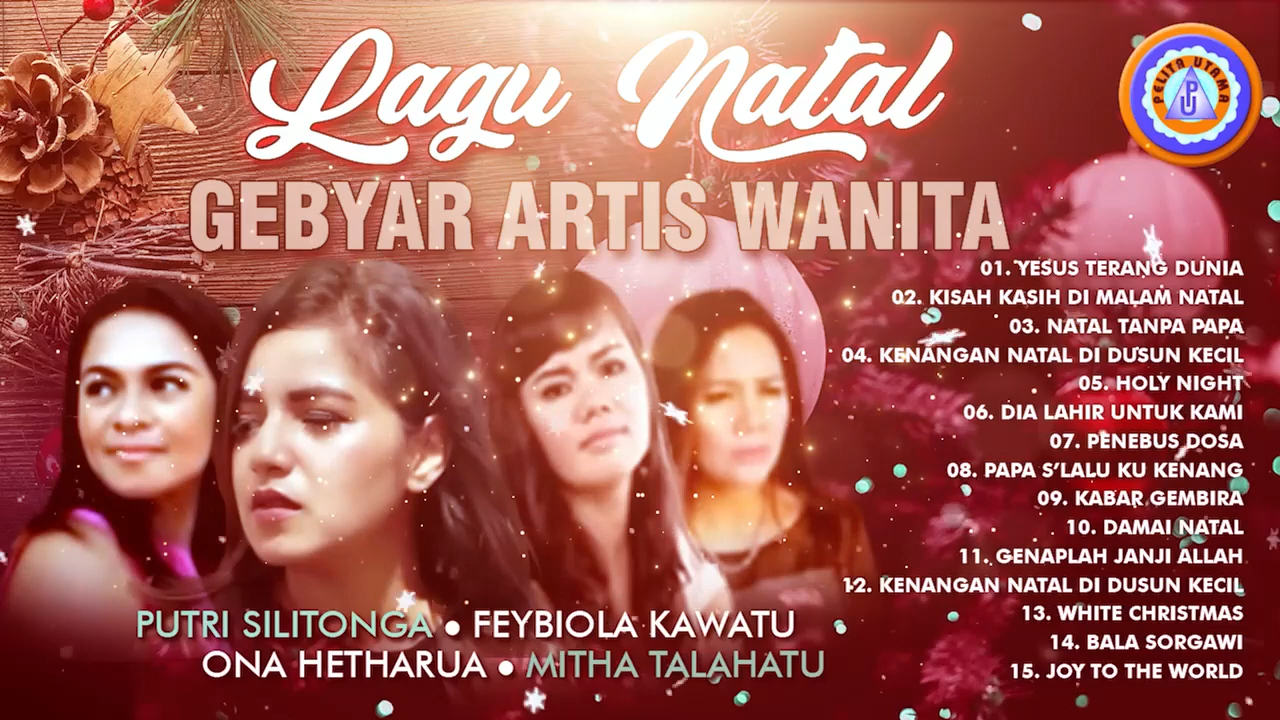 Lagu Natal
PELITA UTAMA
PU
GEBYAR ARTIS WANITA
01. YESUS TERANG DUNIA
02. KISAH KASIH DI MALAM NATAL
03. NATAL TANPA PAPA
04. KENANGAN NATAL DI DUSUN KECIL
05. HOLY NIGHT
06. DIA LAHIR UNTUK KAMI
07. PENEBUS DOSA
08. PAPA S'LALU KU KENANG
09. KABAR GEMBIRA
10. DAMAI NATAL
11. GENAPLAH JANJI ALLAH
12. KENANGAN NATAL DI DUSUN KECIL
13. WHITE CHRISTMAS
14. BALA SORGAWI
15. JOY TO THE WORLD
PUTRI SILITONGA • FEYBIOLA KAWATU
ONA HETHARUA • MITHA TALAHATU